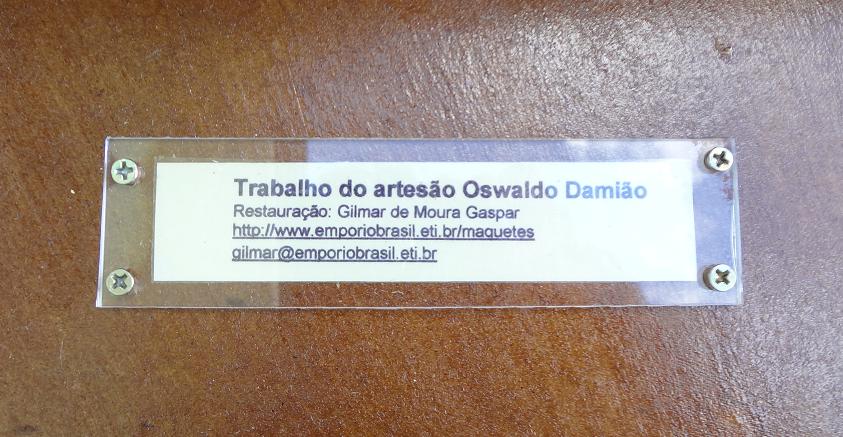 Trabalho do artesão Oswaldo Damião
Restauração: Gilmar de Moura Gaspar
http://www.emporiobrasil.eti.br/maquetes
gilmar@emporiobrasil.eti.br